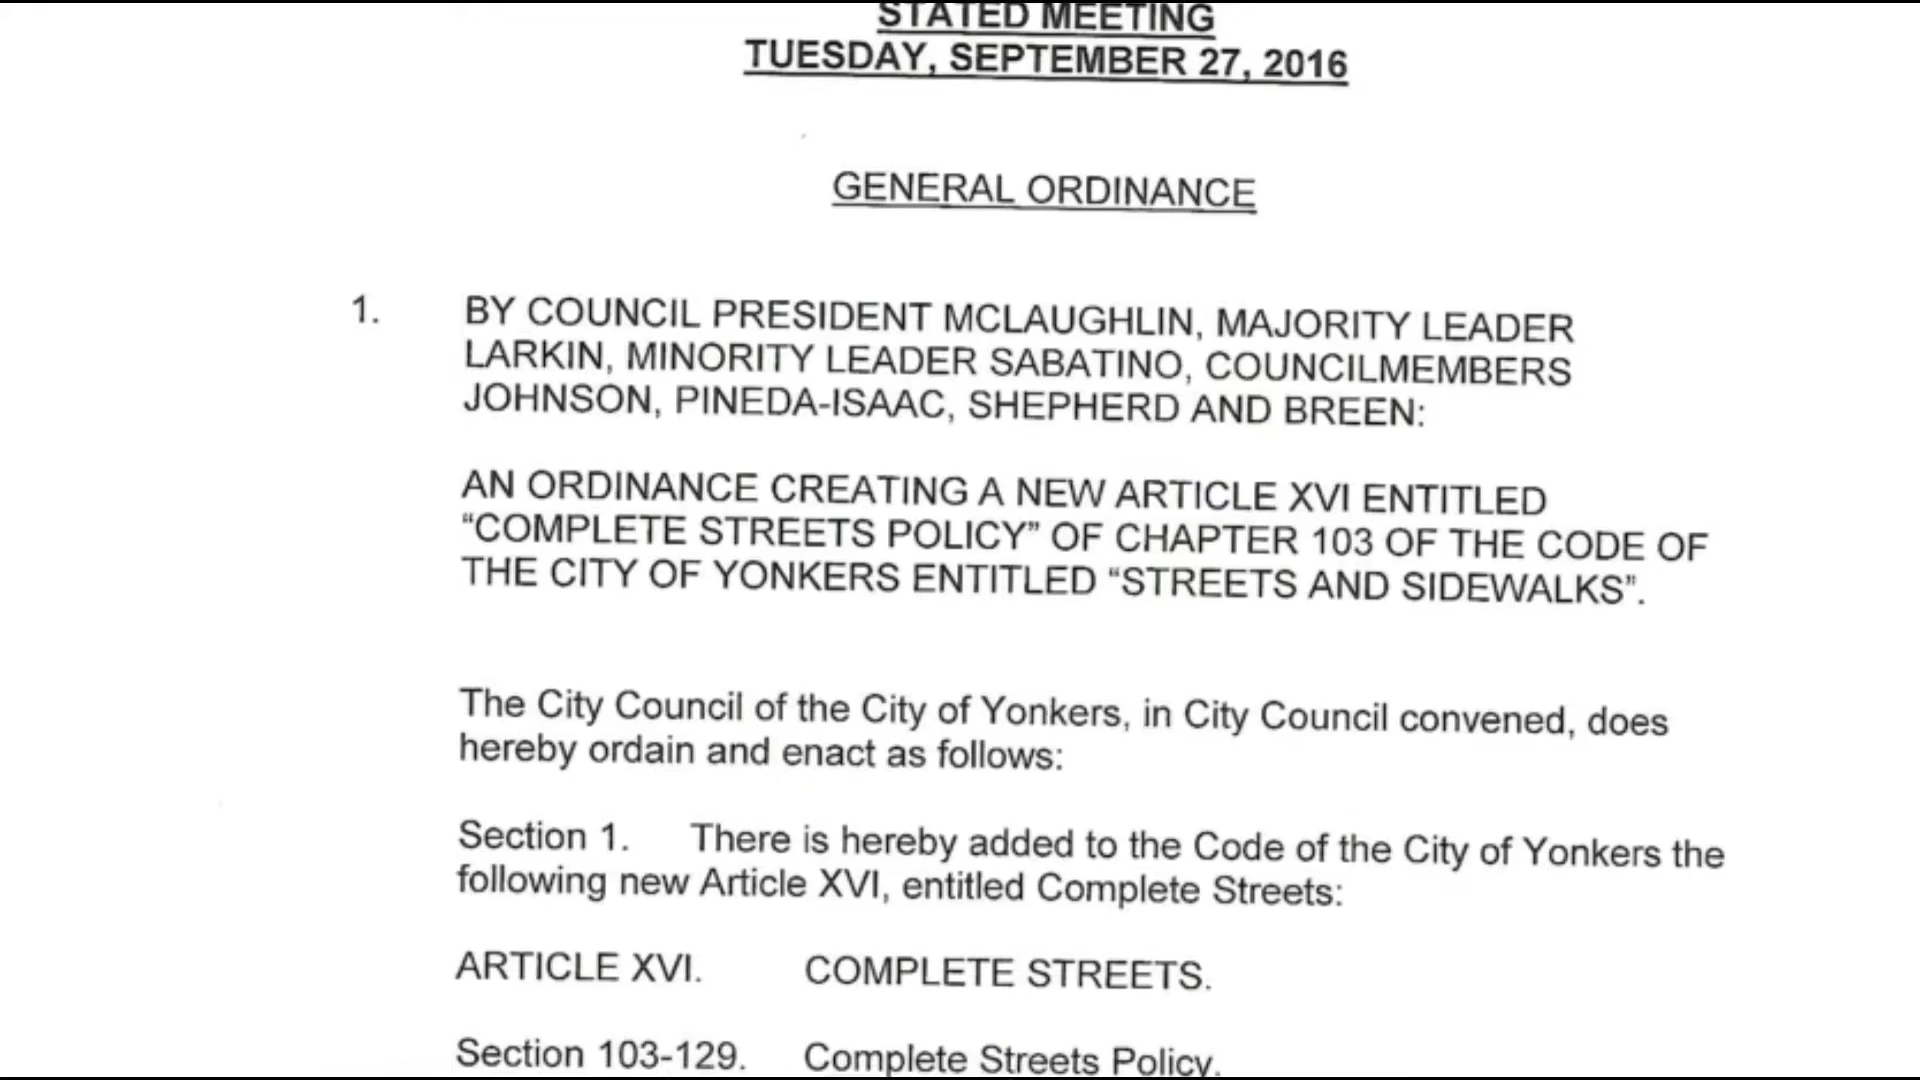 STATED MEETING
TUESDAY, SEPTEMBER 27, 2016
GENERAL ORDINANCE
1. BY COUNCIL PRESIDENT MCLAUGHLIN, MAJORITY LEADER
LARKIN, MINORITY LEADER SABATINO, COUNCILMEMBERS
JOHNSON, PINEDA-ISAAC, SHEPHERD AND BREEN:
AN ORDINANCE CREATING A NEW ARTICLE XVI ENTITLED
“COMPLETE STREETS POLICY” OF CHAPTER 103 OF THE CODE OF
THE CITY OF YONKERS ENTITLED “STREETS AND SIDEWALKS”.
The City Council of the City of Yonkers, in City Council convened, does
hereby ordain and enact as follows:
Section 1. There is hereby added to the Code of the City of Yonkers the
following new Article XVI, entitled Complete Streets:
ARTICLE XVI. COMPLETE STREETS.
Section 103-129. Complete Streets Policy.